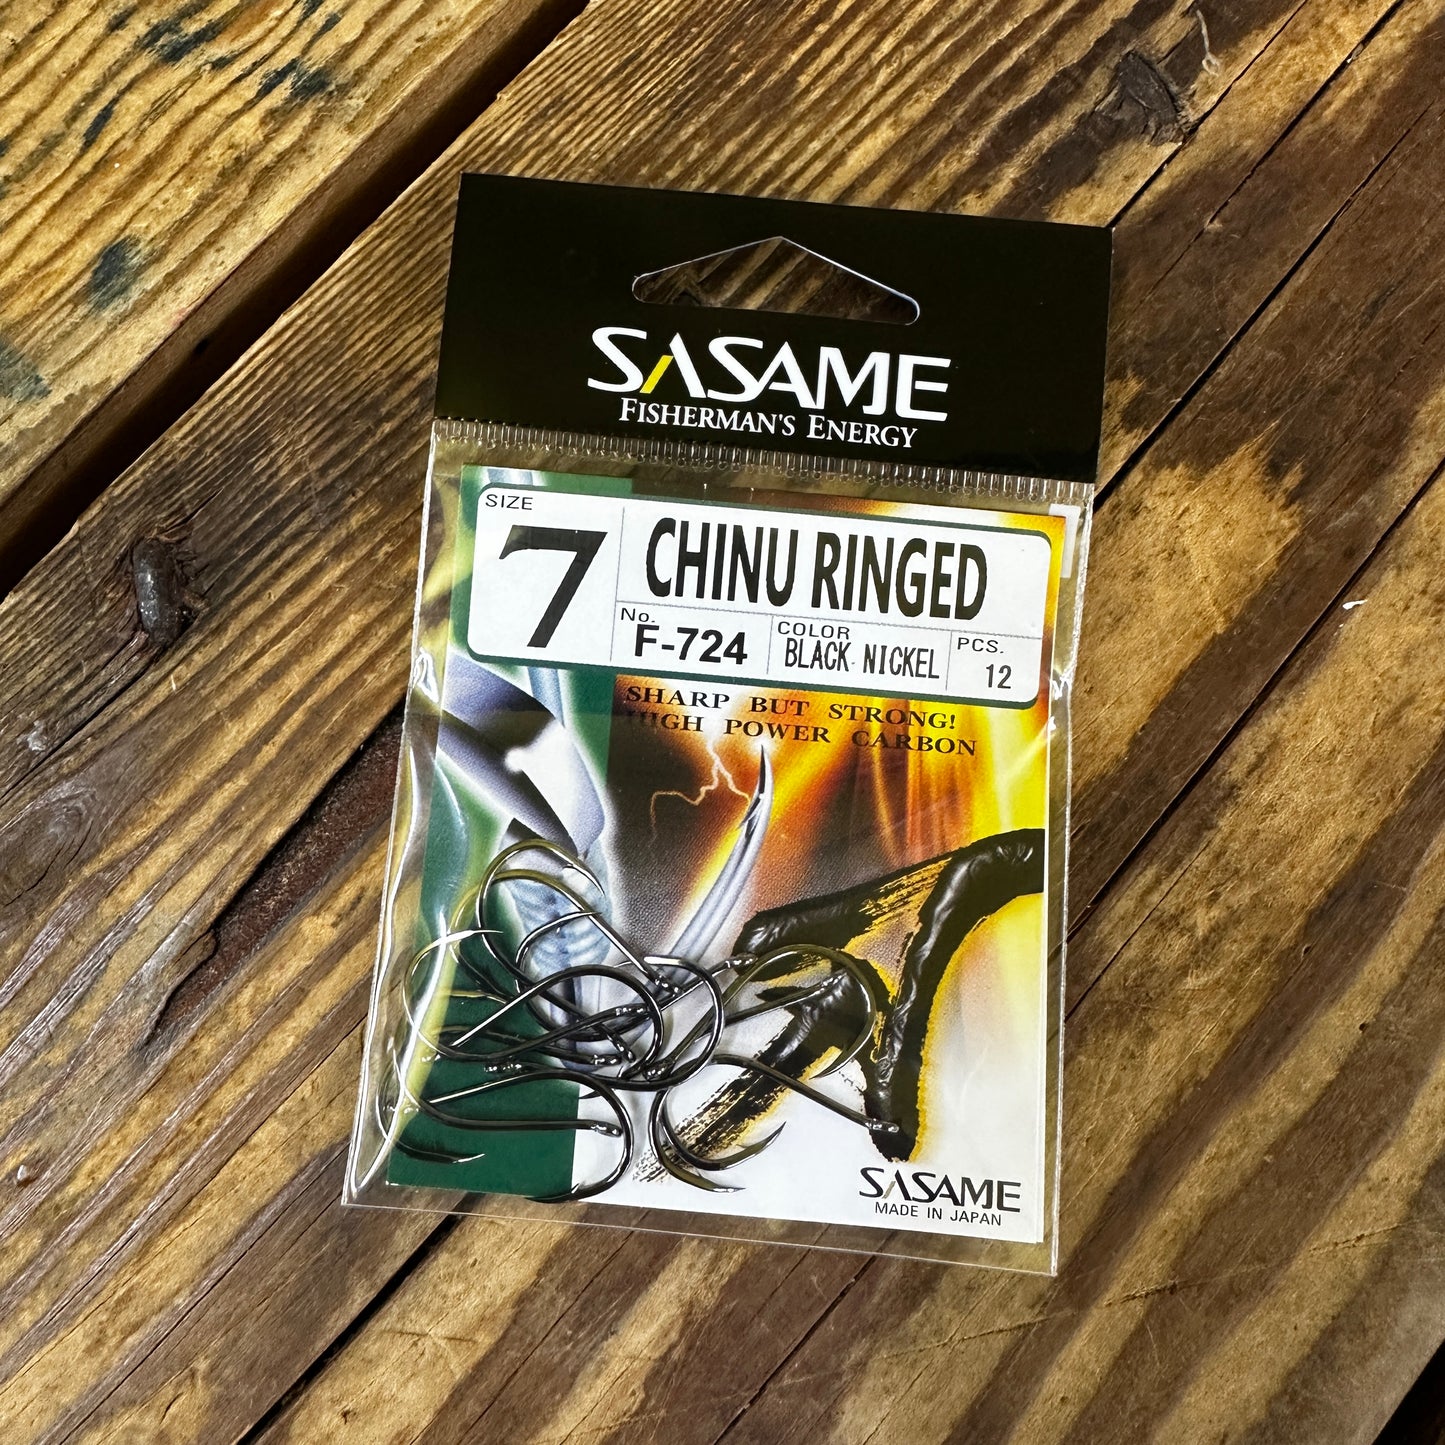 SASAME
FISHERMAN'S ENERGY
SIZE
7
CHINU RINGED
No.
F-724
COLOR
BLACK NICKEL
PCS.
12
SHARP BUT STRONG!
HIGH POWER CARBON
SASAME
MADE IN JAPAN